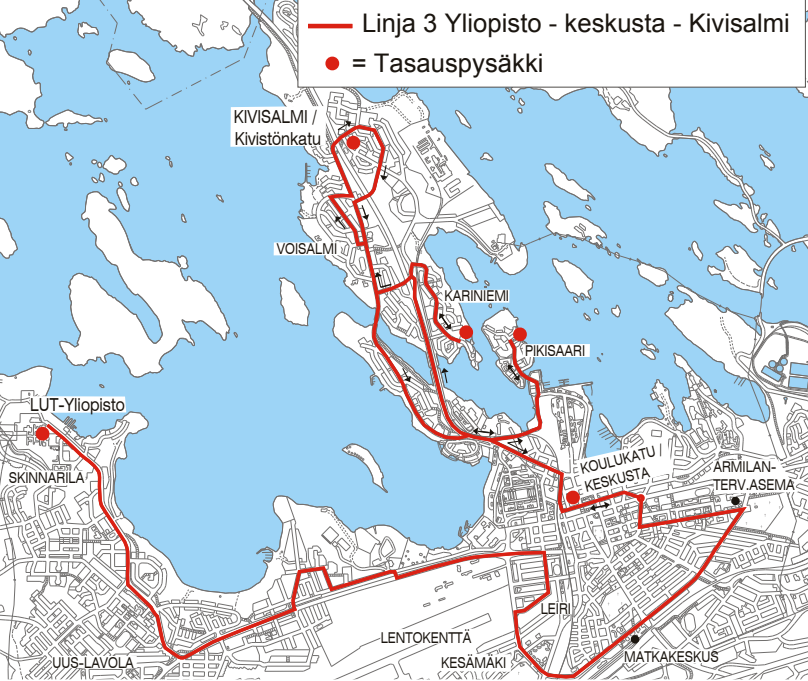 Linja 3 Yliopisto - keskusta - Kivisalmi
= Tasauspysäkki
KIVISALMI /
Kivistönkatu
VOISALMI
KARINIEMI
PIKISAARI
LUT-Yliopisto
SKINNARILA
KOULUKATU /
KESKUSTA
ARMILAN-
TERV.ASEMA
LEIRI
LENTOKENTTÄ
UUS-LAVOLA
KESÄMÄKI
MATKAKESKUS